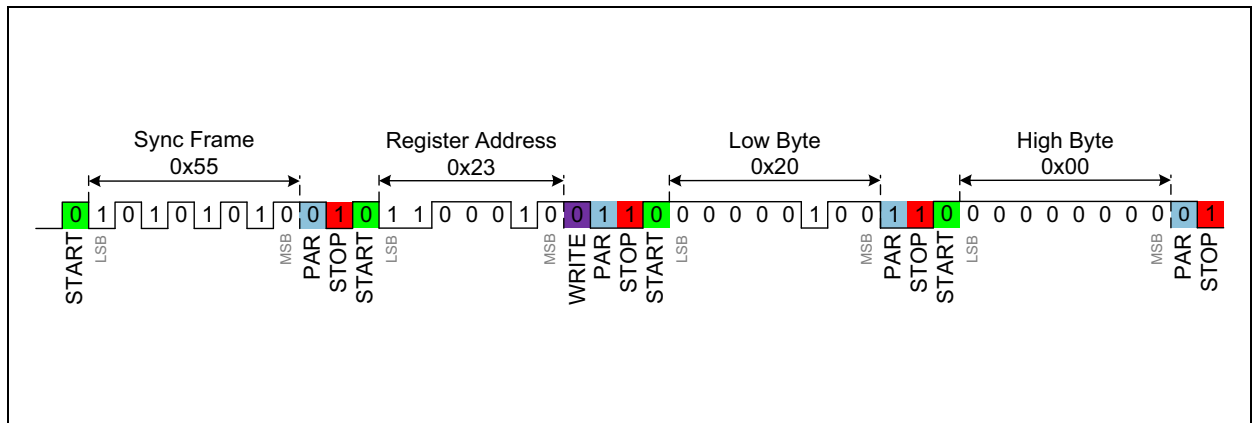 Sync Frame
0x55
Register Address
0x23
Low Byte
0x20
High Byte
0x00
0 1 0 1 0 1 0 1 0 0 1 0 1 1 0 0 0 1 0 0 1 1 0 0 0 0 0 0 1 0 0 1 1 0 0 0 0 0 0 0 0 0 0 1
START
LSB
MSB
PAR
STOP
START
LSB
MSB
WRITE
PAR
STOP
START
LSB
MSB
PAR
STOP
START
LSB
MSB
PAR
STOP